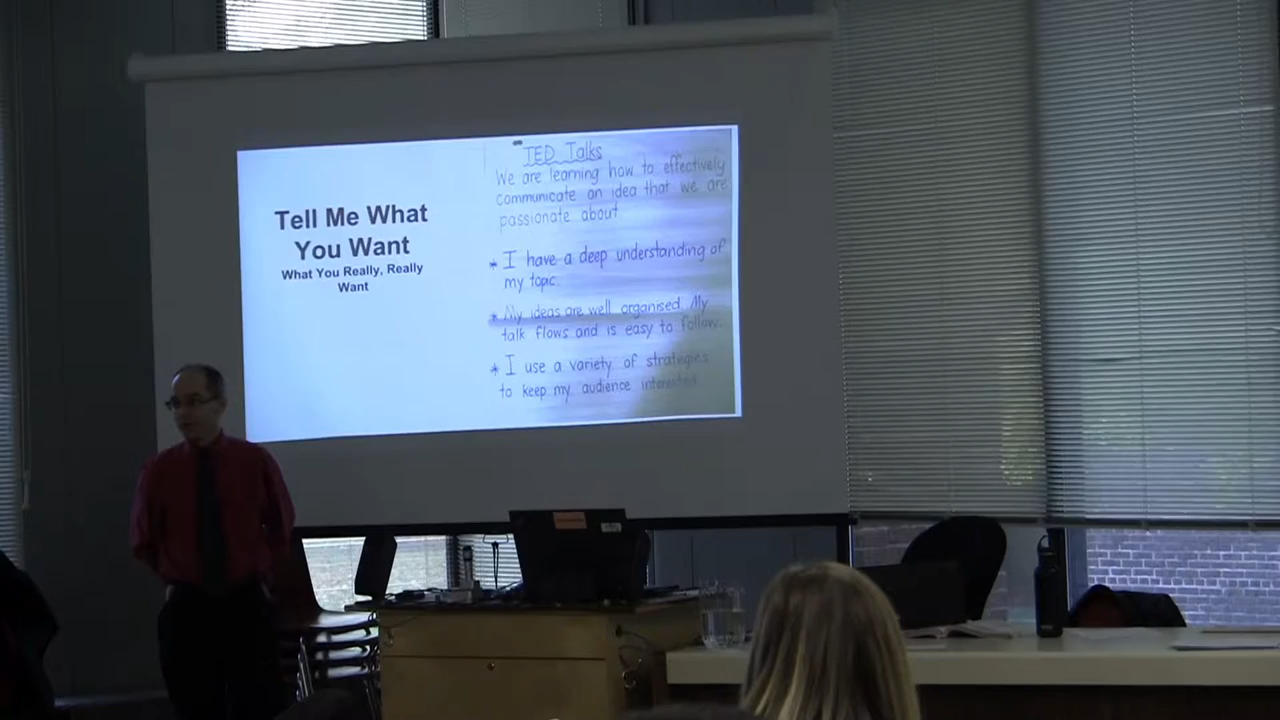 Tell Me What
You Want
What You Really, Really
Want
TED Talks
We are learning how to effectively
communicate an idea that we are
passionate about
* I have a deep understanding of
my topic.
* My ideas are well organised. My
talk flows and is easy to follow.
* I use a variety of strategies
to keep my audience interested.